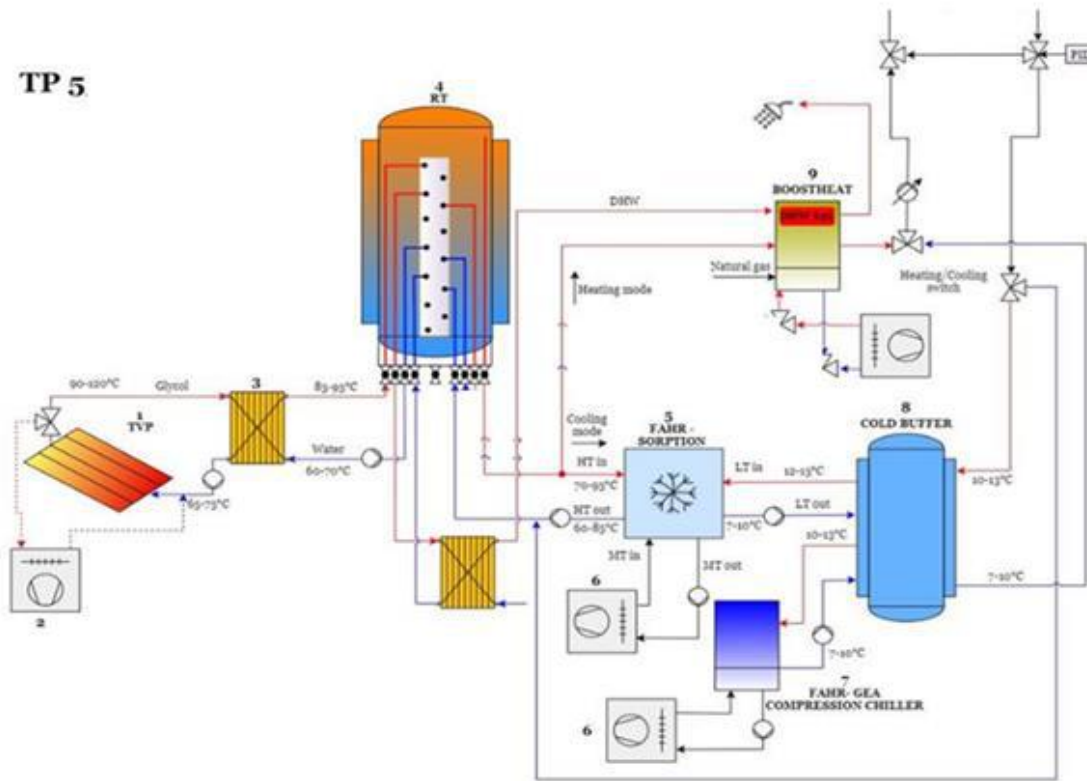 TP 5
4
RT
9
BOOSTHEAT
DHW
Natural gas
Heating mode
Heating/Cooling
switch
90-120°C
Glycol
3
83-93°C
1
TVP
Water
60-70°C
65-75°C
2
Cooling
mode
5
FAHR -
SORPTION
8
COLD BUFFER
HT in
70-93°C
LT in
12-13°C
10-13°C
HT out
60-83°C
7-10°C
LT out
10-13°C
MT in
MT out
6
7-10°C
7-10°C
7
FAHR- GEA
COMPRESSION CHILLER
6